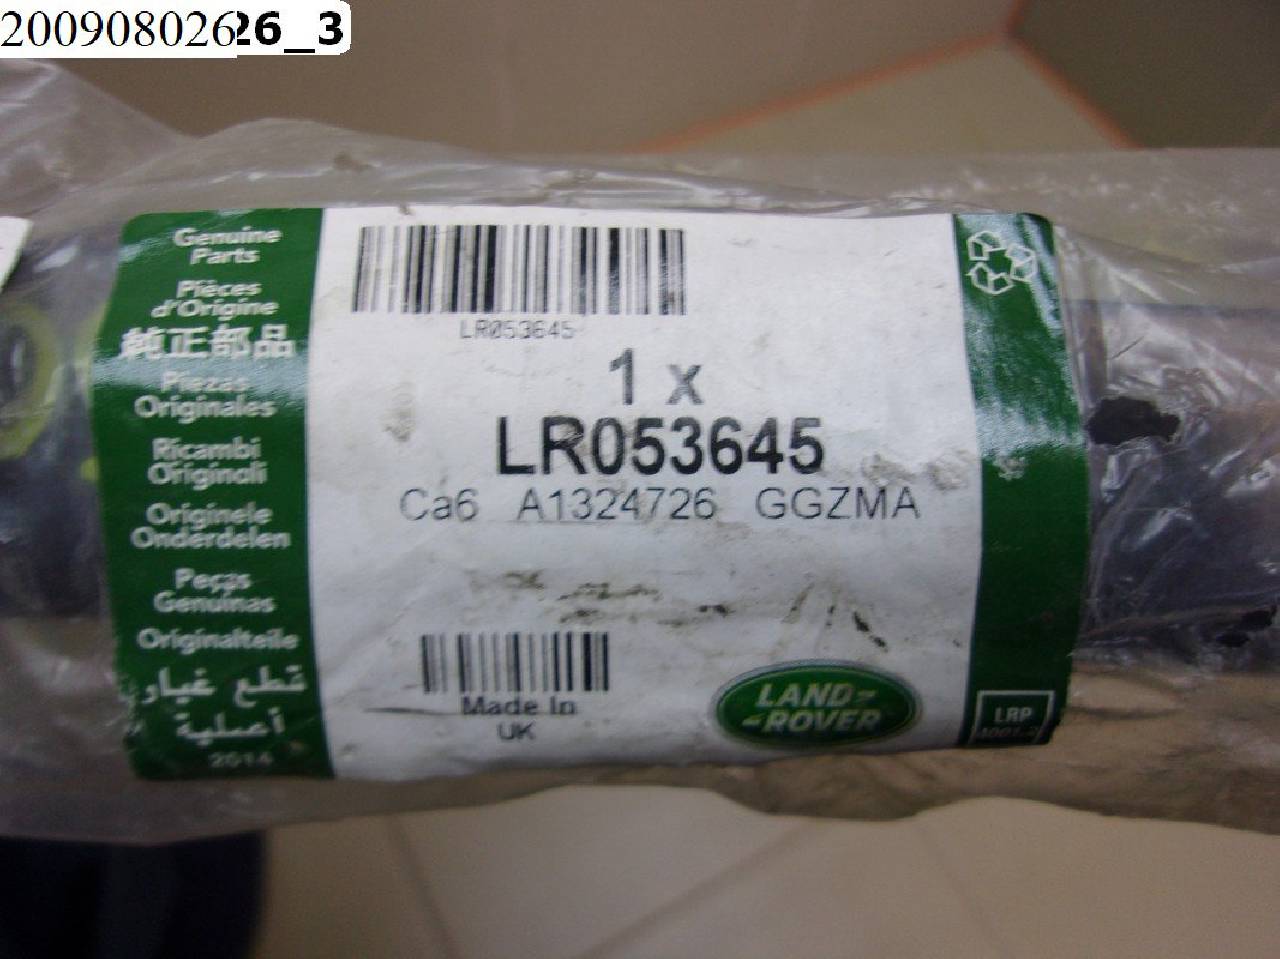 20090802626_3
Genuine
Parts
Pièces
d'Origine
純正部品
Piezas
Originales
Ricambi
Originali
Originele
Onderdelen
Peças
Genuinas
Originalteile
قطع غيار
أصلية
2014
LR053645
1 x
LR053645
Ca6 A1324726 GGZMA
Made In
UK
LAND
ROVER
LRP